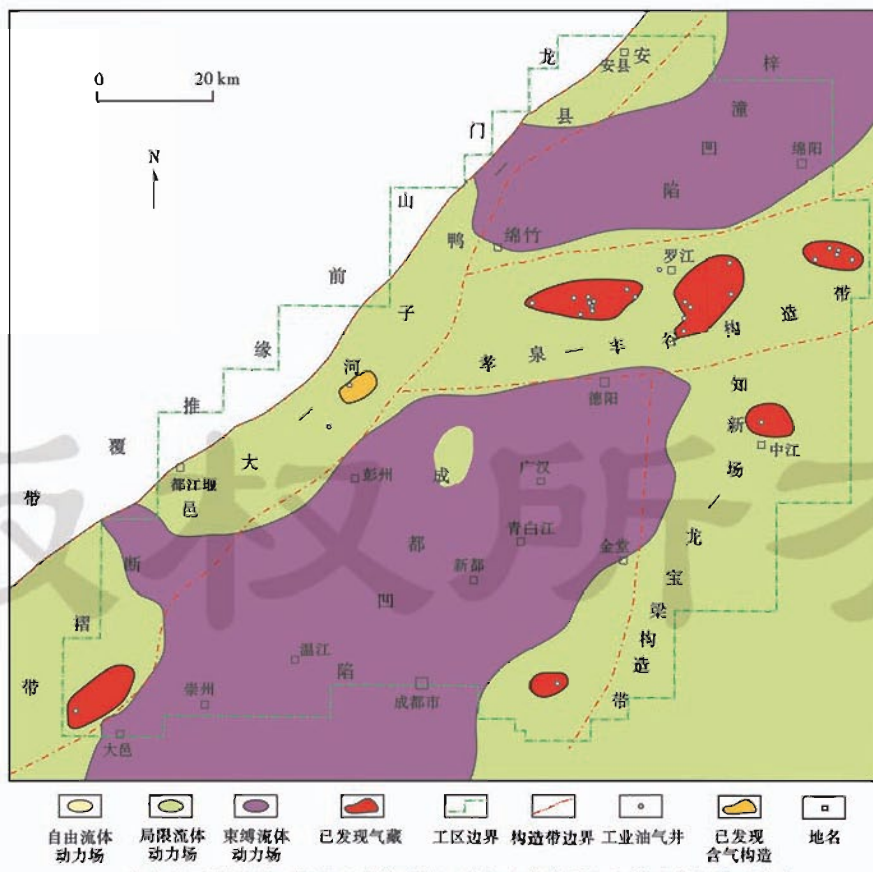 0 20 km
N
龙门山前缘推覆带
安县
安县
梓潼凹陷
绵阳
鸭子河—大邑断褶带
绵竹
罗江
孝泉—丰谷构造带
德阳
知新场—龙宝梁构造带
中江
都江堰
彭州
广汉
成都凹陷
青白江
新都
金堂
温江
崇州
成都市
大邑
版权所有
自由流体
动力场
局限流体
动力场
束缚流体
动力场
已发现气藏
工区边界
构造带边界
工业油气井
已发现
含气构造
地名